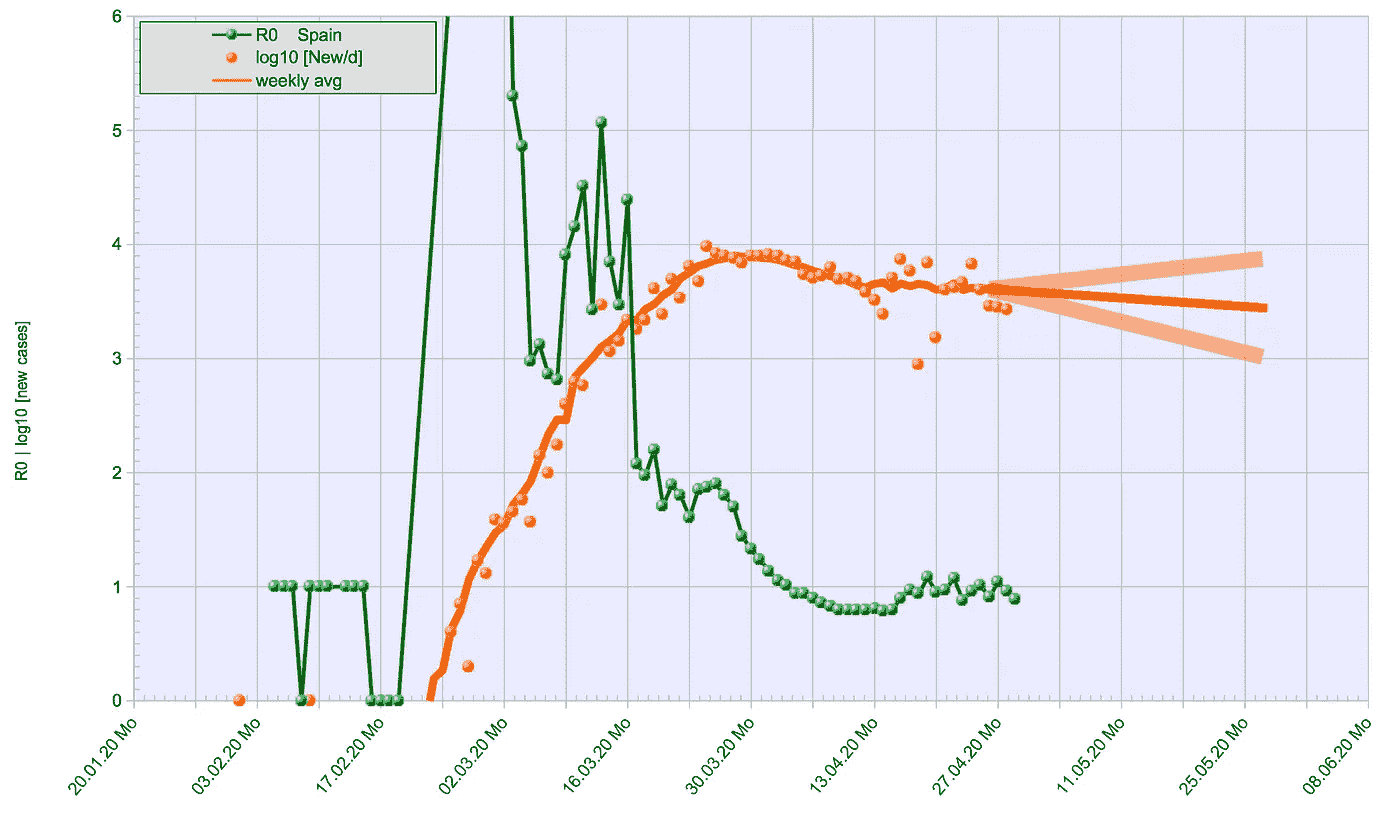 R0 Spain
log10 [New/d]
weekly avg
6
5
4
3
2
1
0
R0 | log10 [new cases]
20.01.20 Mo
03.02.20 Mo
17.02.20 Mo
02.03.20 Mo
16.03.20 Mo
30.03.20 Mo
13.04.20 Mo
27.04.20 Mo
11.05.20 Mo
25.05.20 Mo
08.06.20 Mo